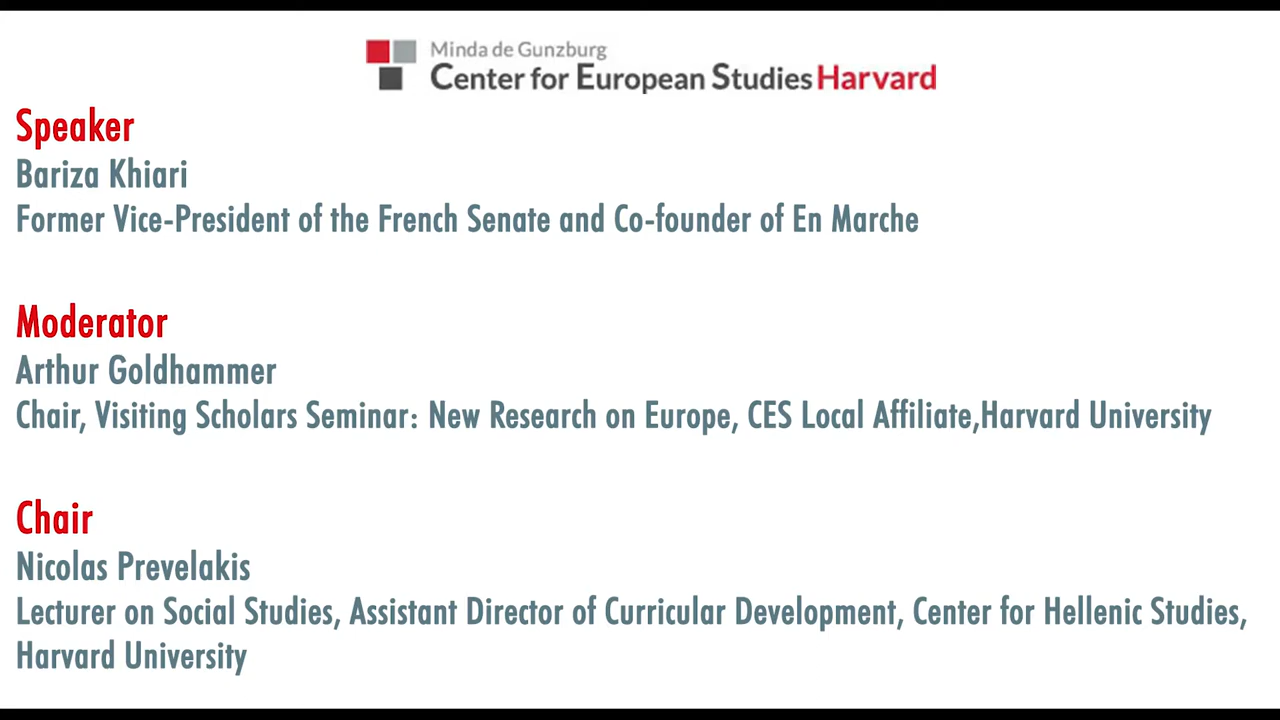 Minda de Gunzburg
Center for European Studies Harvard
Speaker
Bariza Khiari
Former Vice-President of the French Senate and Co-founder of En Marche
Moderator
Arthur Goldhammer
Chair, Visiting Scholars Seminar: New Research on Europe, CES Local Affiliate,Harvard University
Chair
Nicolas Prevelakis
Lecturer on Social Studies, Assistant Director of Curricular Development, Center for Hellenic Studies,
Harvard University